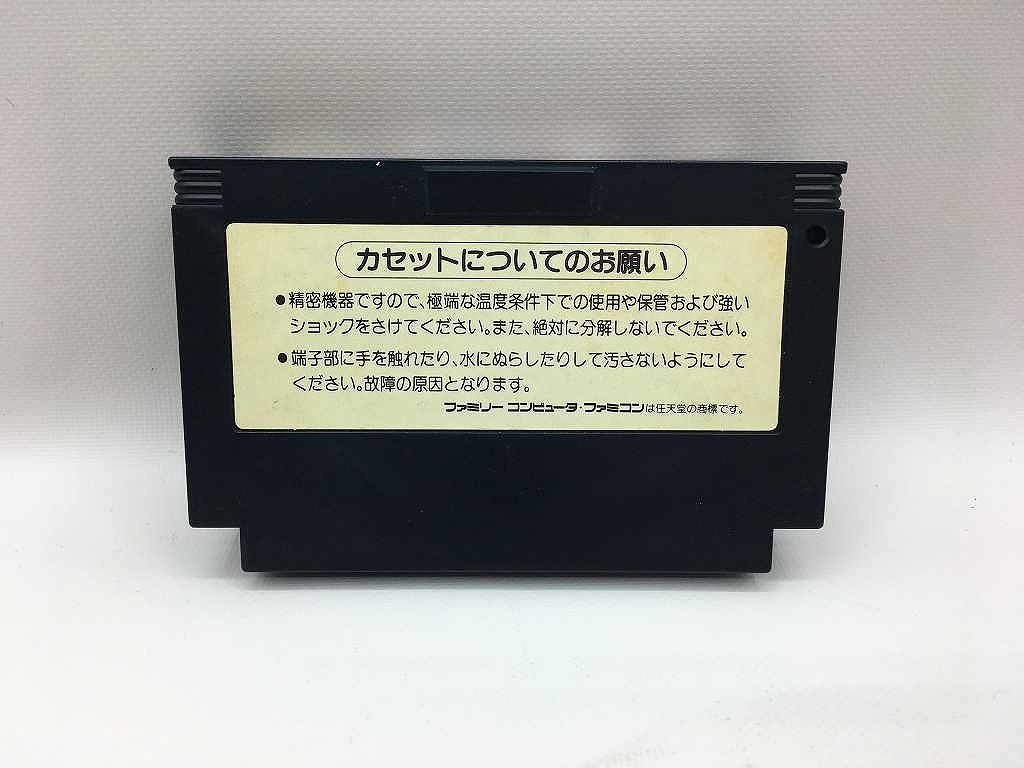 カセットについてのお願い
●精密機器ですので、極端な温度条件下での使用や保管および強い
ショックをさけてください。また、絶対に分解しないでください。
●端子部に手を触れたり、水にぬらしたりして汚さないようにして
ください。故障の原因となります。
ファミリー コンピュータ・ファミコンは任天堂の商標です。